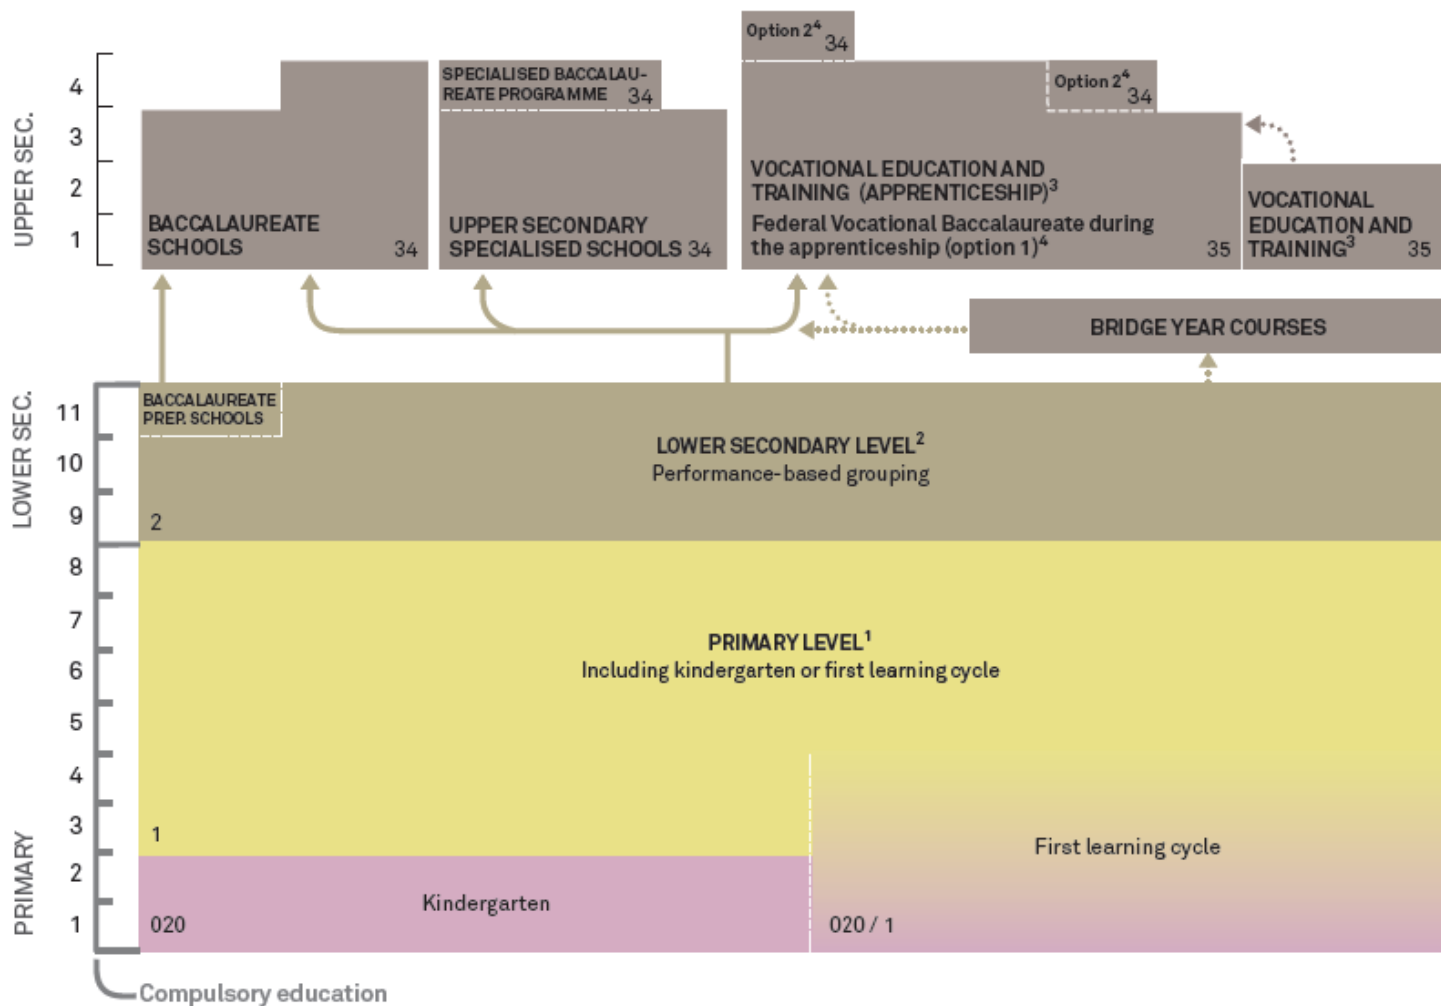 Option 2⁴
34
UPPER SEC.
4
3
2
1
SPECIALISED BACCALAU-
REATE PROGRAMME 34
Option 2⁴
34
BACCALAUREATE
SCHOOLS
34
UPPER SECONDARY
SPECIALISED SCHOOLS 34
VOCATIONAL EDUCATION AND
TRAINING (APPRENTICESHIP)³
Federal Vocational Baccalaureate during
the apprenticeship (option 1)⁴
35
VOCATIONAL
EDUCATION AND
TRAINING³
35
BRIDGE YEAR COURSES
LOWER SEC.
11
10
9
BACCALAUREATE
PREP. SCHOOLS
LOWER SECONDARY LEVEL²
Performance-based grouping
2
PRIMARY
8
7
6
5
4
3
2
1
PRIMARY LEVEL¹
Including kindergarten or first learning cycle
1
First learning cycle
Kindergarten
020
020 / 1
Compulsory education